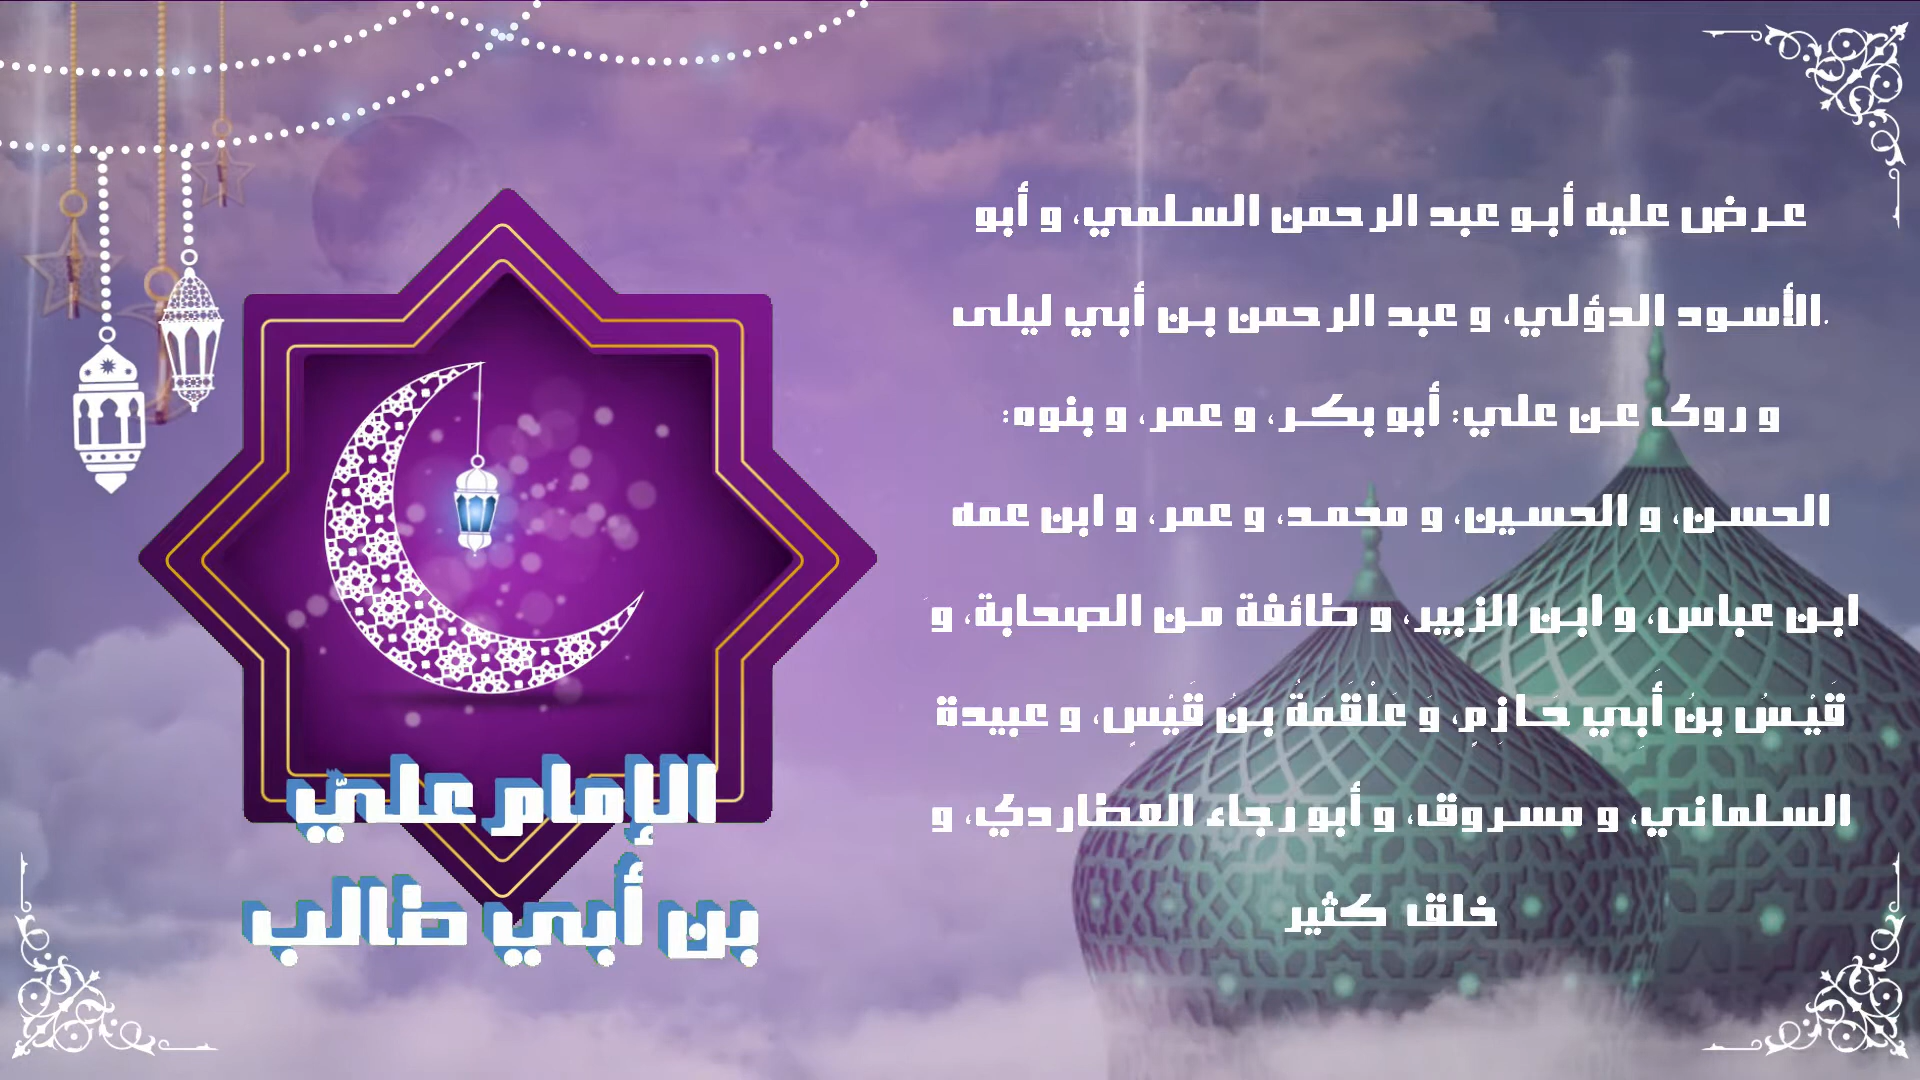 عرض عليه أبو عبد الرحمن السلمي، و أبو
الأسود الدؤلي، و عبد الرحمن بن أبي ليلى.
و روى عن علي: أبو بكر، و عمر، و بنوه:
الحسن، و الحسين، و محمد، و عمر، و ابن عمه
ابن عباس، و ابن الزبير، و طائفة من الصحابة، و
قَيْسُ بنُ أَبِي حَازِمٍ، وَ عَلْقَمَةُ بنُ قَيْسٍ، و عبيدة
السلماني، و مسروق، و أبو رجاء العطاردي، و
خلق كثير
الإمام عليّ
بن أبي طالب